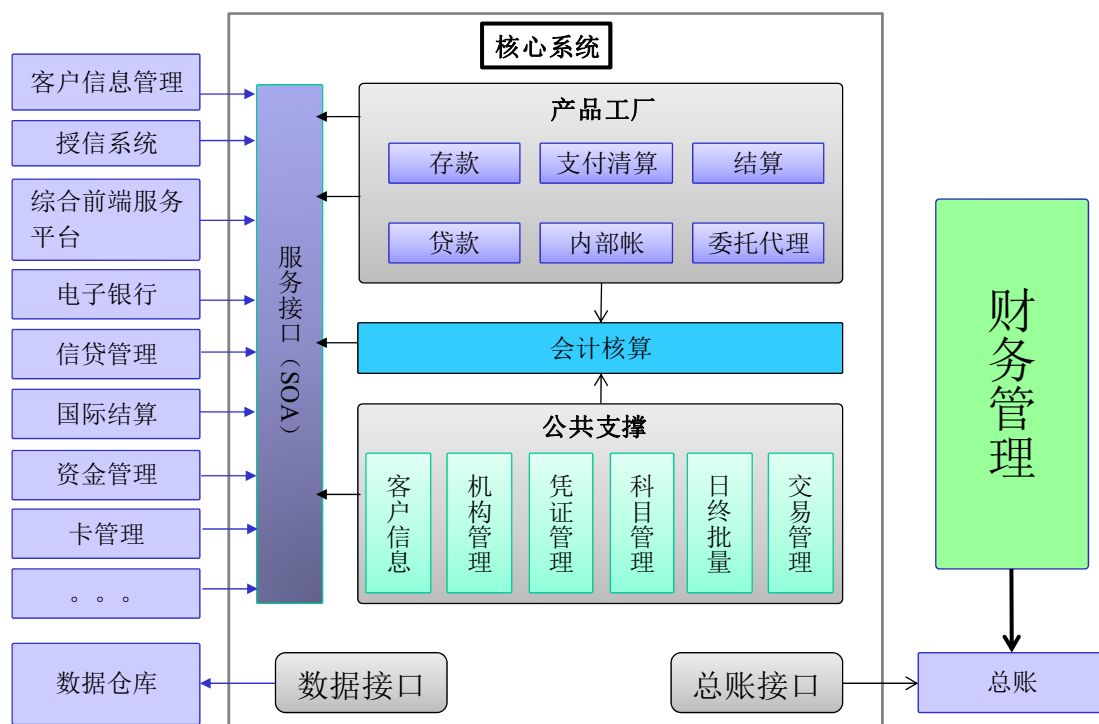 核心系统
客户信息管理
授信系统
综合前端服务
平台
电子银行
信贷管理
国际结算
资金管理
卡管理
。。。
数据仓库
服务接口（SOA）
产品工厂
存款
支付清算
结算
贷款
内部帐
委托代理
会计核算
公共支撑
客户信息
机构管理
凭证管理
科目管理
日终批量
交易管理
数据接口
总账接口
财务管理
总账